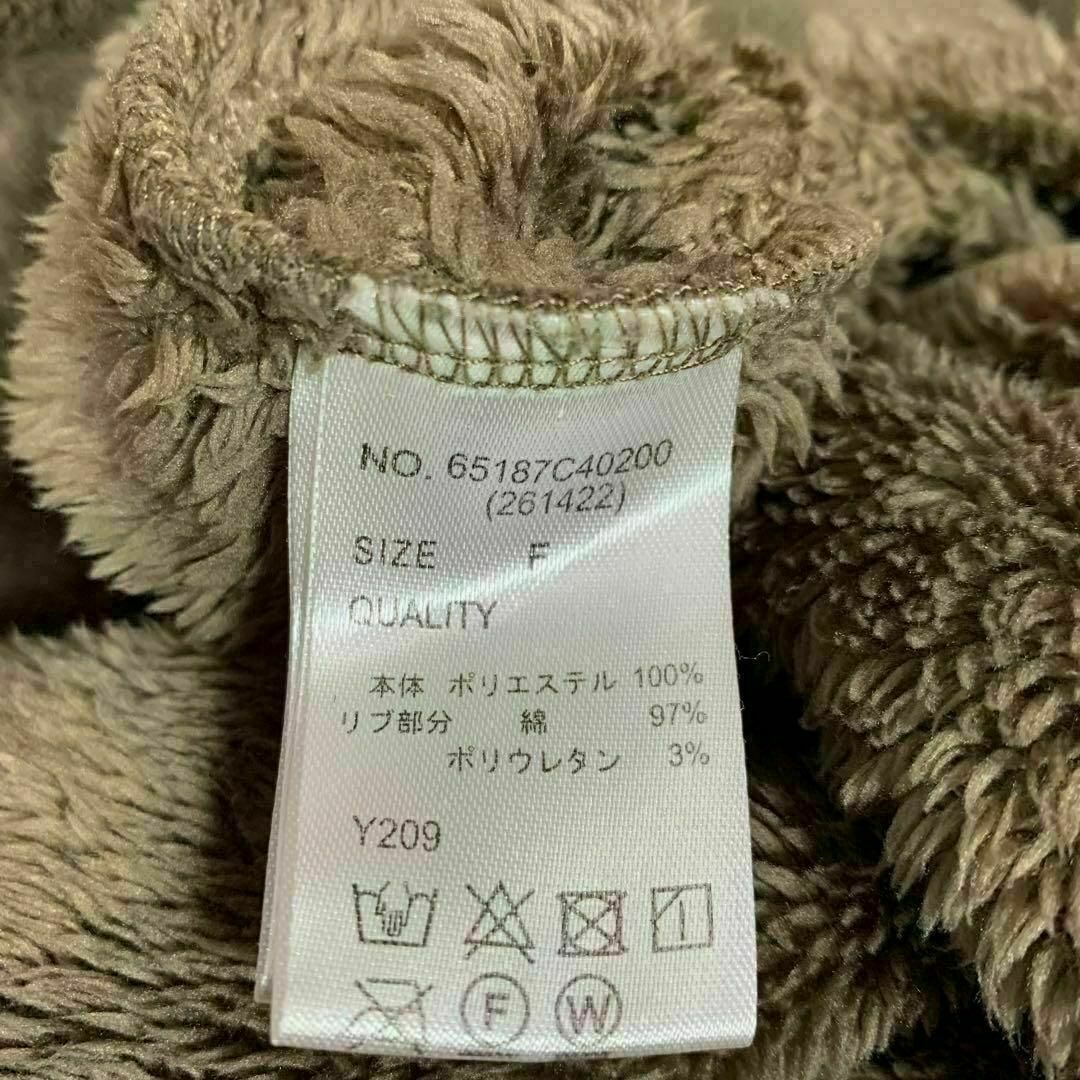 NO. 65187C40200
(261422)
SIZE F
QUALITY
本体 ポリエステル 100%
リブ部分 綿 97%
ポリウレタン 3%
Y209
F W